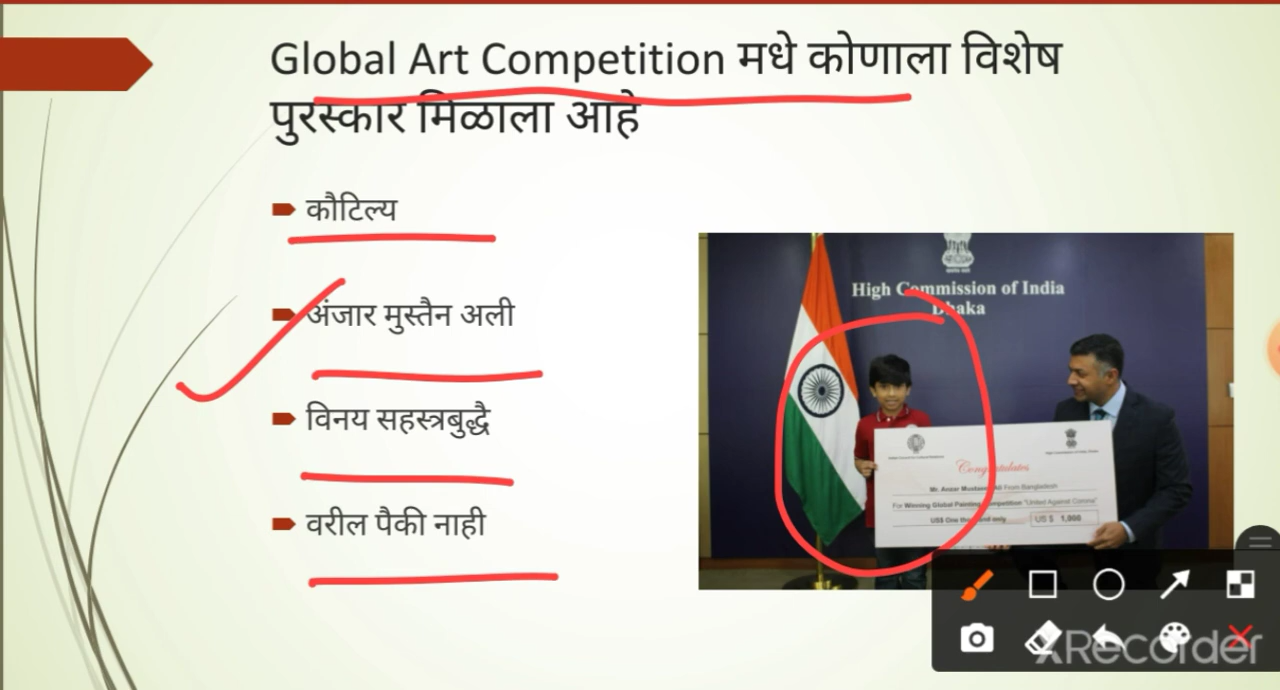 Global Art Competition मधे कोणाला विशेष
पुरस्कार मिळाला आहे
कौटिल्य
अंजार मुस्तैन अली
विनय सहस्त्रबुद्धै
वरील पैकी नाही
High Commission of India
Dhaka
Congratulates
Mr. Anzar Mustaeen Ali From Bangladesh
For Winning Global Painting Competition "United Against Corona"
US$ One thousand only
US $ 1,000
XRecorder